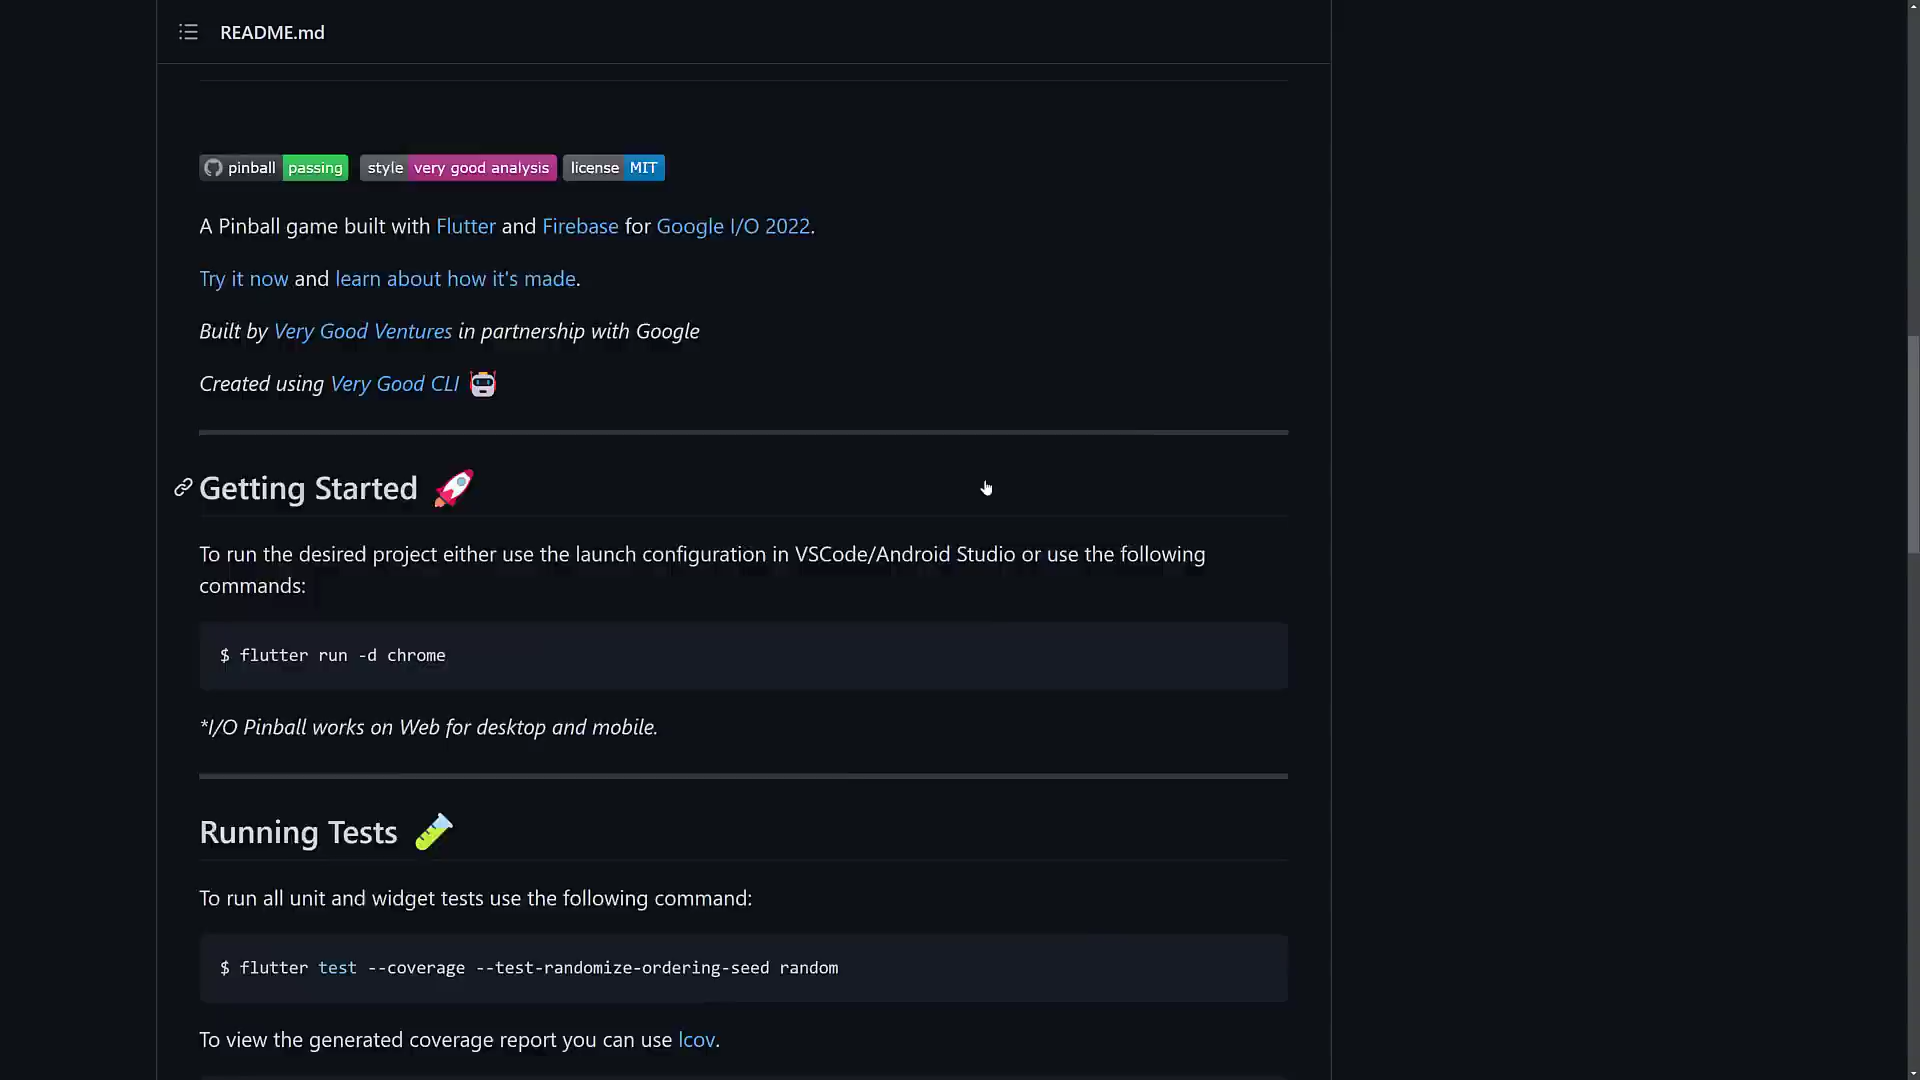 README.md
pinball passing style very good analysis license MIT
A Pinball game built with Flutter and Firebase for Google I/O 2022.
Try it now and learn about how it's made.
Built by Very Good Ventures in partnership with Google
Created using Very Good CLI
Getting Started
To run the desired project either use the launch configuration in VSCode/Android Studio or use the following
commands:
$ flutter run -d chrome
*I/O Pinball works on Web for desktop and mobile.
Running Tests
To run all unit and widget tests use the following command:
$ flutter test --coverage --test-randomize-ordering-seed random
To view the generated coverage report you can use lcov.